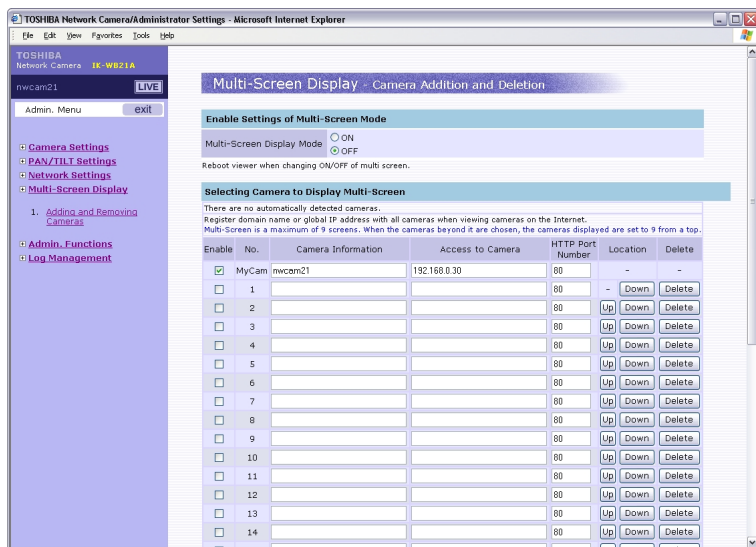 TOSHIBA Network Camera/Administrator Settings - Microsoft Internet Explorer
File Edit View Favorites Tools Help
TOSHIBA
Network Camera IK-WB21A
nwcam21 LIVE
Admin. Menu exit
Camera Settings
PAN/TILT Settings
Network Settings
Multi-Screen Display
1. Adding and Removing
Cameras
Admin. Functions
Log Management
Multi-Screen Display - Camera Addition and Deletion
Enable Settings of Multi-Screen Mode
Multi-Screen Display Mode
ON
OFF
Reboot viewer when changing ON/OFF of multi screen.
Selecting Camera to Display Multi-Screen
There are no automatically detected cameras.
Register domain name or global IP address with all cameras when viewing cameras on the Internet.
Multi-Screen is a maximum of 9 screens. When the cameras beyond it are chosen, the cameras displayed are set to 9 from a top.
Enable No. Camera Information Access to Camera HTTP Port Number Location Delete
MyCam nwcam21 192.168.0.30 80 - -
1 80 - Down Delete
2 80 Up Down Delete
3 80 Up Down Delete
4 80 Up Down Delete
5 80 Up Down Delete
6 80 Up Down Delete
7 80 Up Down Delete
8 80 Up Down Delete
9 80 Up Down Delete
10 80 Up Down Delete
11 80 Up Down Delete
12 80 Up Down Delete
13 80 Up Down Delete
14 80 Up Down Delete